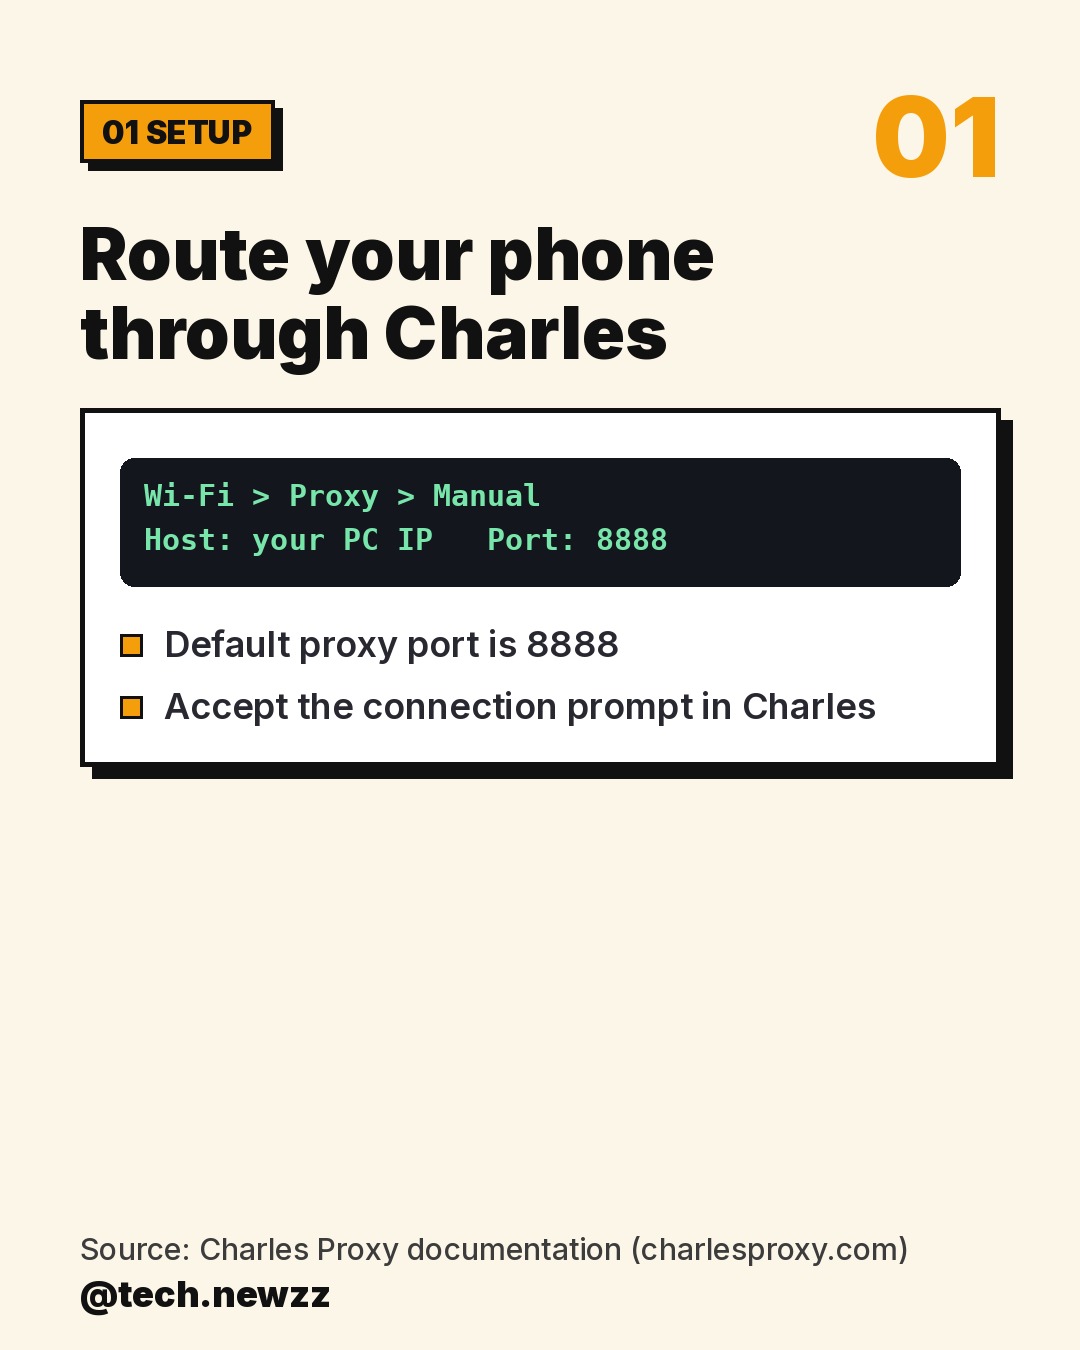 01 SETUP
01
Route your phone
through Charles
Wi-Fi > Proxy > Manual
Host: your PC IP   Port: 8888
Default proxy port is 8888
Accept the connection prompt in Charles
Source: Charles Proxy documentation (charlesproxy.com)
@tech.newzz